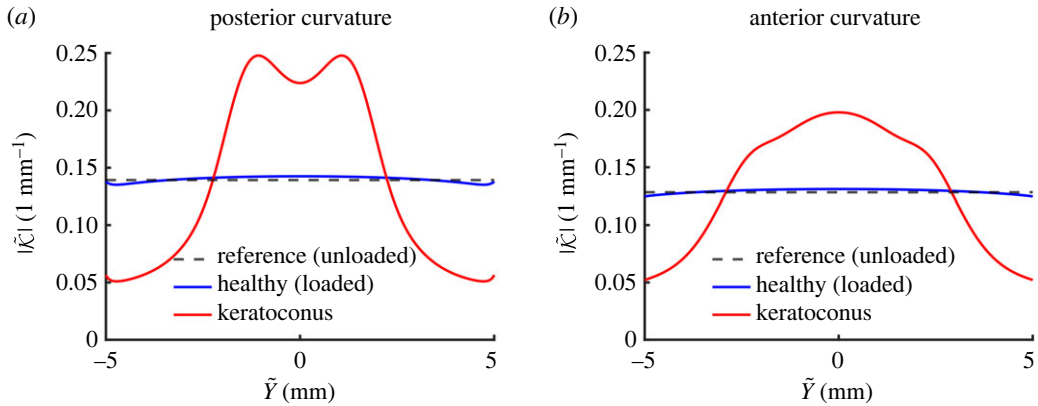 (a) posterior curvature
0.25
0.20
0.15
0.10
0.05
0
|𝒦̃| (1 mm⁻¹)
reference (unloaded)
healthy (loaded)
keratoconus
–5 0 5
Ỹ (mm)
(b) anterior curvature
0.25
0.20
0.15
0.10
0.05
0
|𝒦̃| (1 mm⁻¹)
reference (unloaded)
healthy (loaded)
keratoconus
–5 0 5
Ỹ (mm)